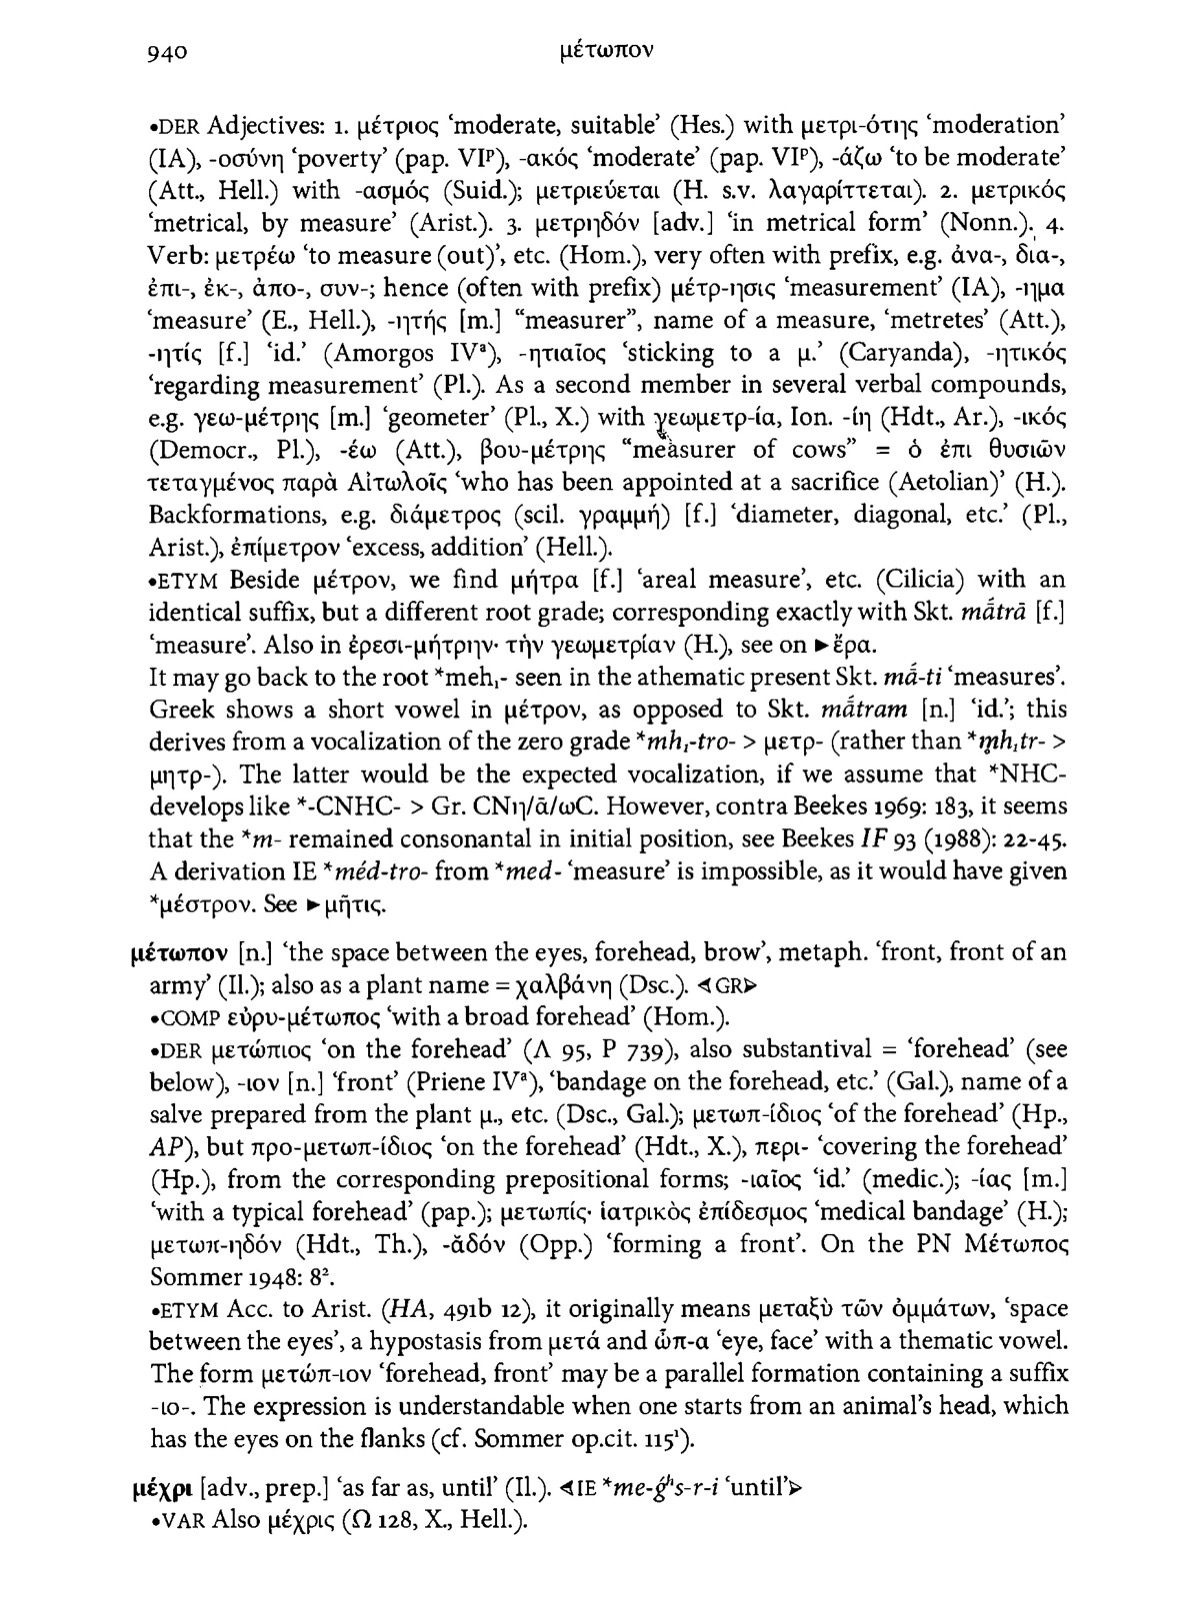 940
μέτωπον
•DER Adjectives: 1. μέτριος ‘moderate, suitable’ (Hes.) with μετρι-ότης ‘moderation’
(IA), -οσύνη ‘poverty’ (pap. VIᵖ), -ακός ‘moderate’ (pap. VIᵖ), -άζω ‘to be moderate’
(Att., Hell.) with -ασμός (Suid.); μετριεύεται (H. s.v. λαγαρίττεται). 2. μετρικός
‘metrical, by measure’ (Arist.). 3. μετρηδόν [adv.] ‘in metrical form’ (Nonn.). 4.
Verb: μετρέω ‘to measure (out)’, etc. (Hom.), very often with prefix, e.g. ἀνα-, δια-,
ἐπι-, ἐκ-, ἀπο-, συν-; hence (often with prefix) μέτρ-ησις ‘measurement’ (IA), -ημα
‘measure’ (E., Hell.), -ητής [m.] “measurer”, name of a measure, ‘metretes’ (Att.),
-ητίς [f.] ‘id.’ (Amorgos IVᵃ), -ητιαῖος ‘sticking to a μ.’ (Caryanda), -ητικός
‘regarding measurement’ (Pl.). As a second member in several verbal compounds,
e.g. γεω-μέτρης [m.] ‘geometer’ (Pl., X.) with γεωμετρ-ία, Ion. -ίη (Hdt., Ar.), -ικός
(Democr., Pl.), -έω (Att.), βου-μέτρης “measurer of cows” = ὁ ἐπι θυσιῶν
τεταγμένος παρὰ Αἰτωλοῖς ‘who has been appointed at a sacrifice (Aetolian)’ (H.).
Backformations, e.g. διάμετρος (scil. γραμμή) [f.] ‘diameter, diagonal, etc.’ (Pl.,
Arist.), ἐπίμετρον ‘excess, addition’ (Hell.).
•ETYM Beside μέτρον, we find μήτρα [f.] ‘areal measure’, etc. (Cilicia) with an
identical suffix, but a different root grade; corresponding exactly with Skt. mā́trā [f.]
‘measure’. Also in ἐρεσι-μήτρην· τὴν γεωμετρίαν (H.), see on ►ἔρα.
It may go back to the root *meh₁- seen in the athematic present Skt. mā́-ti ‘measures’.
Greek shows a short vowel in μέτρον, as opposed to Skt. mā́tram [n.] ‘id.’; this
derives from a vocalization of the zero grade *mh₁-tro- > μετρ- (rather than *m̥h₁tr- >
μητρ-). The latter would be the expected vocalization, if we assume that *NHC-
develops like *-CNHC- > Gr. CNη/ᾱ/ωC. However, contra Beekes 1969: 183, it seems
that the *m- remained consonantal in initial position, see Beekes IF 93 (1988): 22-45.
A derivation IE *méd-tro- from *med- ‘measure’ is impossible, as it would have given
*μέστρον. See ►μῆτις.
μέτωπον [n.] ‘the space between the eyes, forehead, brow’, metaph. ‘front, front of an
army’ (Il.); also as a plant name = χαλβάνη (Dsc.). ◄GR►
•COMP εὐρυ-μέτωπος ‘with a broad forehead’ (Hom.).
•DER μετώπιος ‘on the forehead’ (Λ 95, Ρ 739), also substantival = ‘forehead’ (see
below), -ιον [n.] ‘front’ (Priene IVᵃ), ‘bandage on the forehead, etc.’ (Gal.), name of a
salve prepared from the plant μ., etc. (Dsc., Gal.); μετωπ-ίδιος ‘of the forehead’ (Hp.,
AP), but προ-μετωπ-ίδιος ‘on the forehead’ (Hdt., X.), περι- ‘covering the forehead’
(Hp.), from the corresponding prepositional forms; -ιαῖος ‘id.’ (medic.); -ίας [m.]
‘with a typical forehead’ (pap.); μετωπίς· ἰατρικὸς ἐπίδεσμος ‘medical bandage’ (H.);
μετωπ-ηδόν (Hdt., Th.), -ᾰδόν (Opp.) ‘forming a front’. On the PN Μέτωπος
Sommer 1948: 8².
•ETYM Acc. to Arist. (HA, 491b 12), it originally means μεταξὺ τῶν ὀμμάτων, ‘space
between the eyes’, a hypostasis from μετά and ὦπ-α ‘eye, face’ with a thematic vowel.
The form μετώπ-ιον ‘forehead, front’ may be a parallel formation containing a suffix
-ιο-. The expression is understandable when one starts from an animal’s head, which
has the eyes on the flanks (cf. Sommer op.cit. 115¹).
μέχρι [adv., prep.] ‘as far as, until’ (Il.). ◄IE *me-ǵʰs-r-i ‘until’►
•VAR Also μέχρις (Ω 128, X., Hell.).